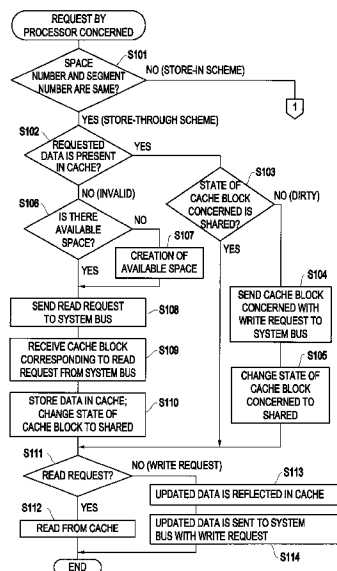 REQUEST BY
PROCESSOR CONCERNED
S101
SPACE
NUMBER AND SEGMENT
NUMBER ARE SAME?
NO (STORE-IN SCHEME)
1
YES (STORE-THROUGH SCHEME)
S102
REQUESTED
DATA IS PRESENT
IN CACHE?
YES
S103
STATE OF
CACHE BLOCK
CONCERNED IS
SHARED?
NO (DIRTY)
YES
NO (INVALID)
S106
IS THERE
AVAILABLE
SPACE?
NO
S107
CREATION OF
AVAILABLE SPACE
YES
S104
SEND CACHE BLOCK
CONCERNED WITH
WRITE REQUEST TO
SYSTEM BUS
S108
SEND READ REQUEST
TO SYSTEM BUS
S109
RECEIVE CACHE BLOCK
CORRESPONDING TO READ
REQUEST FROM SYSTEM BUS
S105
CHANGE STATE OF
CACHE BLOCK
CONCERNED TO
SHARED
S110
STORE DATA IN CACHE;
CHANGE STATE OF
CACHE BLOCK TO SHARED
S111
READ REQUEST?
NO (WRITE REQUEST)
S113
UPDATED DATA IS REFLECTED IN CACHE
YES
S112
READ FROM CACHE
UPDATED DATA IS SENT TO SYSTEM
BUS WITH WRITE REQUEST
S114
END